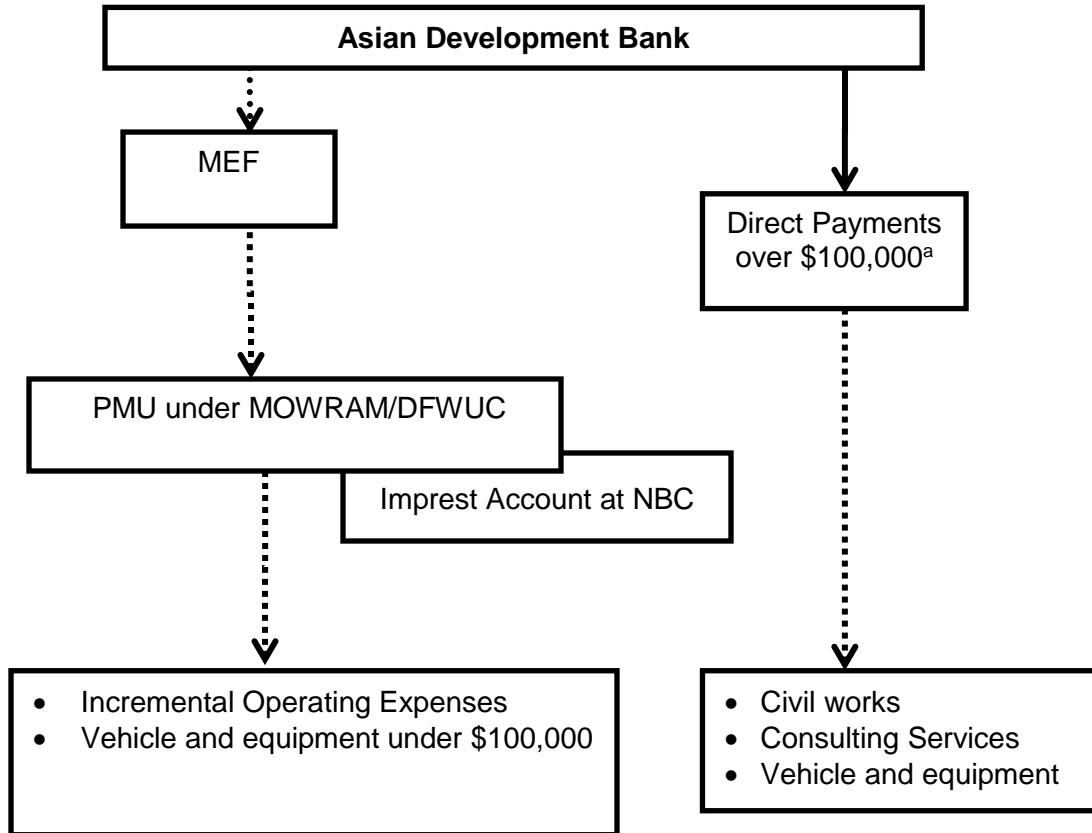 Asian Development Bank
MEF
Direct Payments
over $100,000ᵃ
PMU under MOWRAM/DFWUC
Imprest Account at NBC
• Incremental Operating Expenses
• Vehicle and equipment under $100,000
• Civil works
• Consulting Services
• Vehicle and equipment